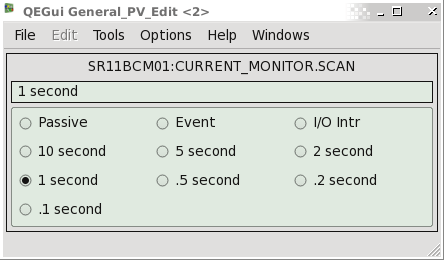 QEGui General_PV_Edit <2>
File Edit Tools Options Help Windows
SR11BCM01:CURRENT_MONITOR.SCAN
1 second
Passive Event I/O Intr
10 second 5 second 2 second
1 second .5 second .2 second
.1 second